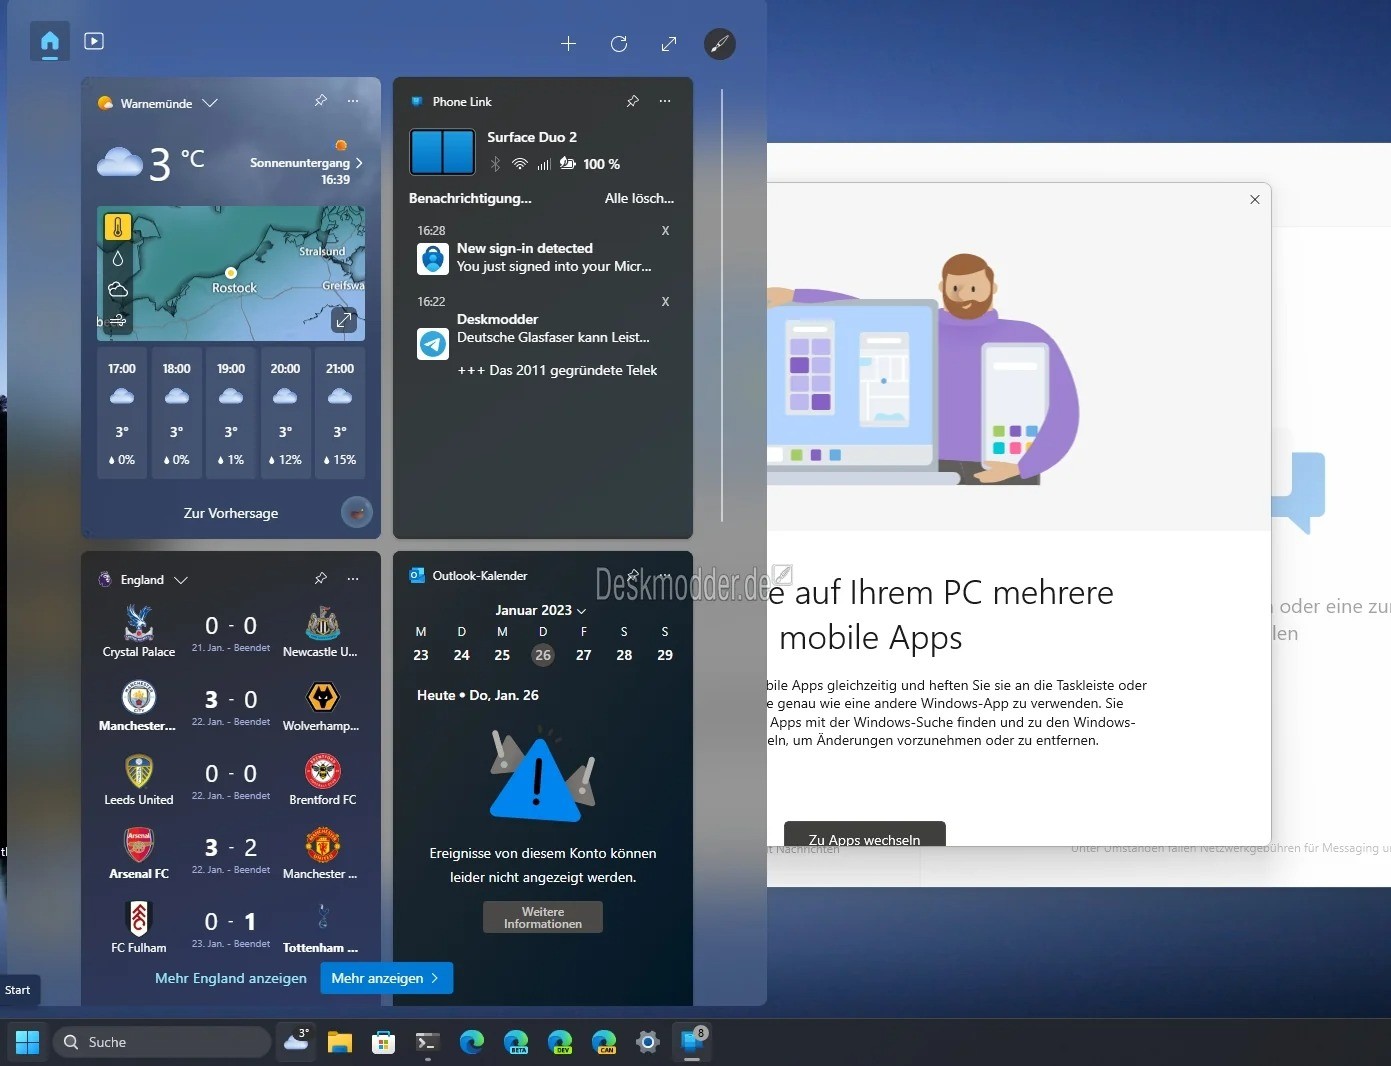 Warnemünde
3 °C
Sonnenuntergang
16:39
Stralsund
Rostock
Greifswa
17:00 18:00 19:00 20:00 21:00
3° 3° 3° 3° 3°
0% 0% 1% 12% 15%
Zur Vorhersage
Phone Link
Surface Duo 2
100 %
Benachrichtigung... Alle lösch...
16:28 X
New sign-in detected
You just signed into your Micr...
16:22 X
Deskmodder
Deutsche Glasfaser kann Leist...
+++ Das 2011 gegründete Telek
England
0 - 0
Crystal Palace 21. Jan. - Beendet Newcastle U...
3 - 0
Manchester... 22. Jan. - Beendet Wolverhamp...
0 - 0
Leeds United 22. Jan. - Beendet Brentford FC
Arsenal
3 - 2
Arsenal FC 22. Jan. - Beendet Manchester ...
0 - 1
FC Fulham 23. Jan. - Beendet Tottenham ...
Mehr England anzeigen
Mehr anzeigen
Outlook-Kalender
Januar 2023
M D M D F S S
23 24 25 26 27 28 29
Heute • Do, Jan. 26
Ereignisse von diesem Konto können
leider nicht angezeigt werden.
Weitere
Informationen
Deskmodder.de
e auf Ihrem PC mehrere
mobile Apps
bile Apps gleichzeitig und heften Sie sie an die Taskleiste oder
e genau wie eine andere Windows-App zu verwenden. Sie
Apps mit der Windows-Suche finden und zu den Windows-
eln, um Änderungen vorzunehmen oder zu entfernen.
Zu Apps wechseln
oder eine zu
len
t Nachrichten
Unter Umständen fallen Netzwerkgebühren für Messaging u
Start
Suche
3°
BETA
DEV
CAN
8